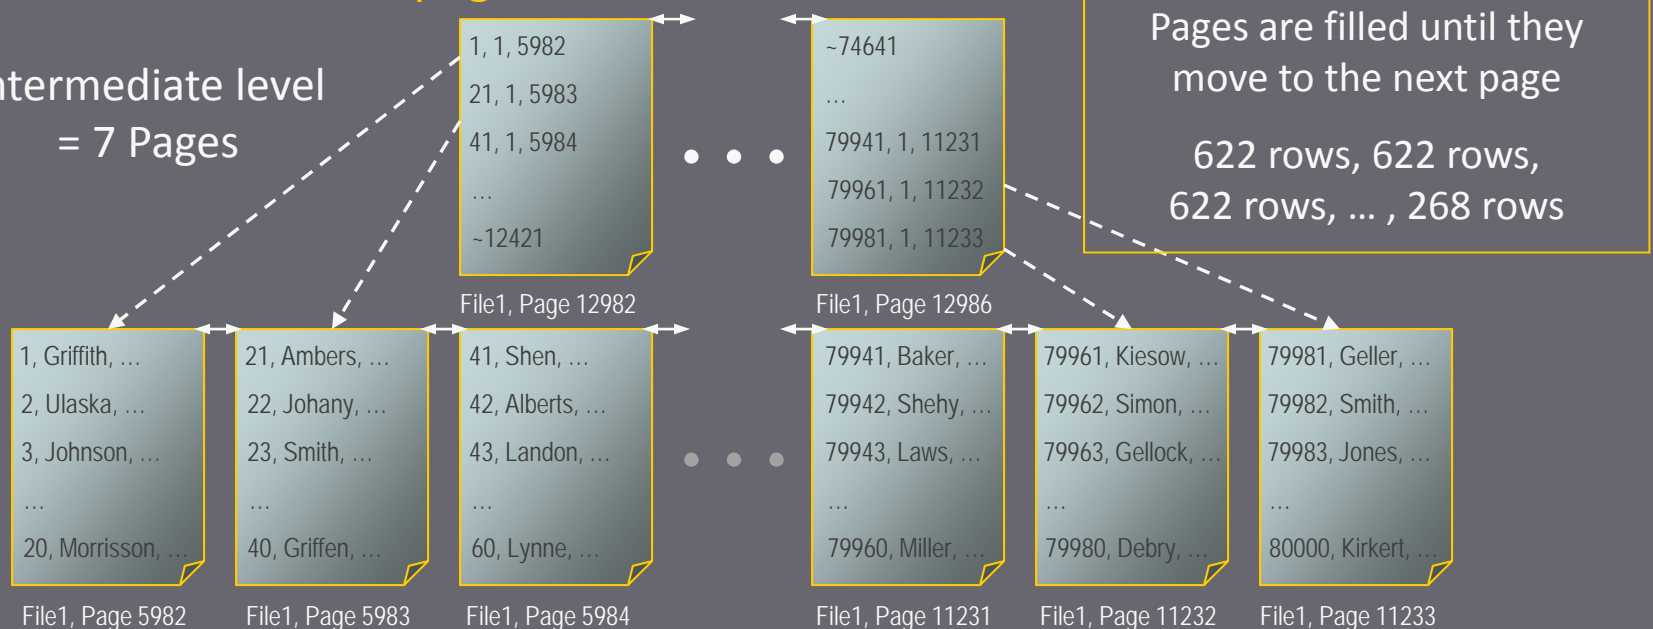 = 7 Pages
1, 1, 5982
21, 1, 5983
41, 1, 5984
...
~12421
File1, Page 12982
~74641
...
79941, 1, 11231
79961, 1, 11232
79981, 1, 11233
File1, Page 12986
Pages are filled until they
move to the next page
622 rows, 622 rows,
622 rows, ... , 268 rows
1, Griffith, ...
2, Ulaska, ...
3, Johnson, ...
...
20, Morrisson, ...
File1, Page 5982
21, Ambers, ...
22, Johany, ...
23, Smith, ...
...
40, Griffen, ...
File1, Page 5983
41, Shen, ...
42, Alberts, ...
43, Landon, ...
...
60, Lynne, ...
File1, Page 5984
79941, Baker, ...
79942, Shehy, ...
79943, Laws, ...
...
79960, Miller, ...
File1, Page 11231
79961, Kiesow, ...
79962, Simon, ...
79963, Gellock, ...
...
79980, Debry, ...
File1, Page 11232
79981, Geller, ...
79982, Smith, ...
79983, Jones, ...
...
80000, Kirkert, ...
File1, Page 11233